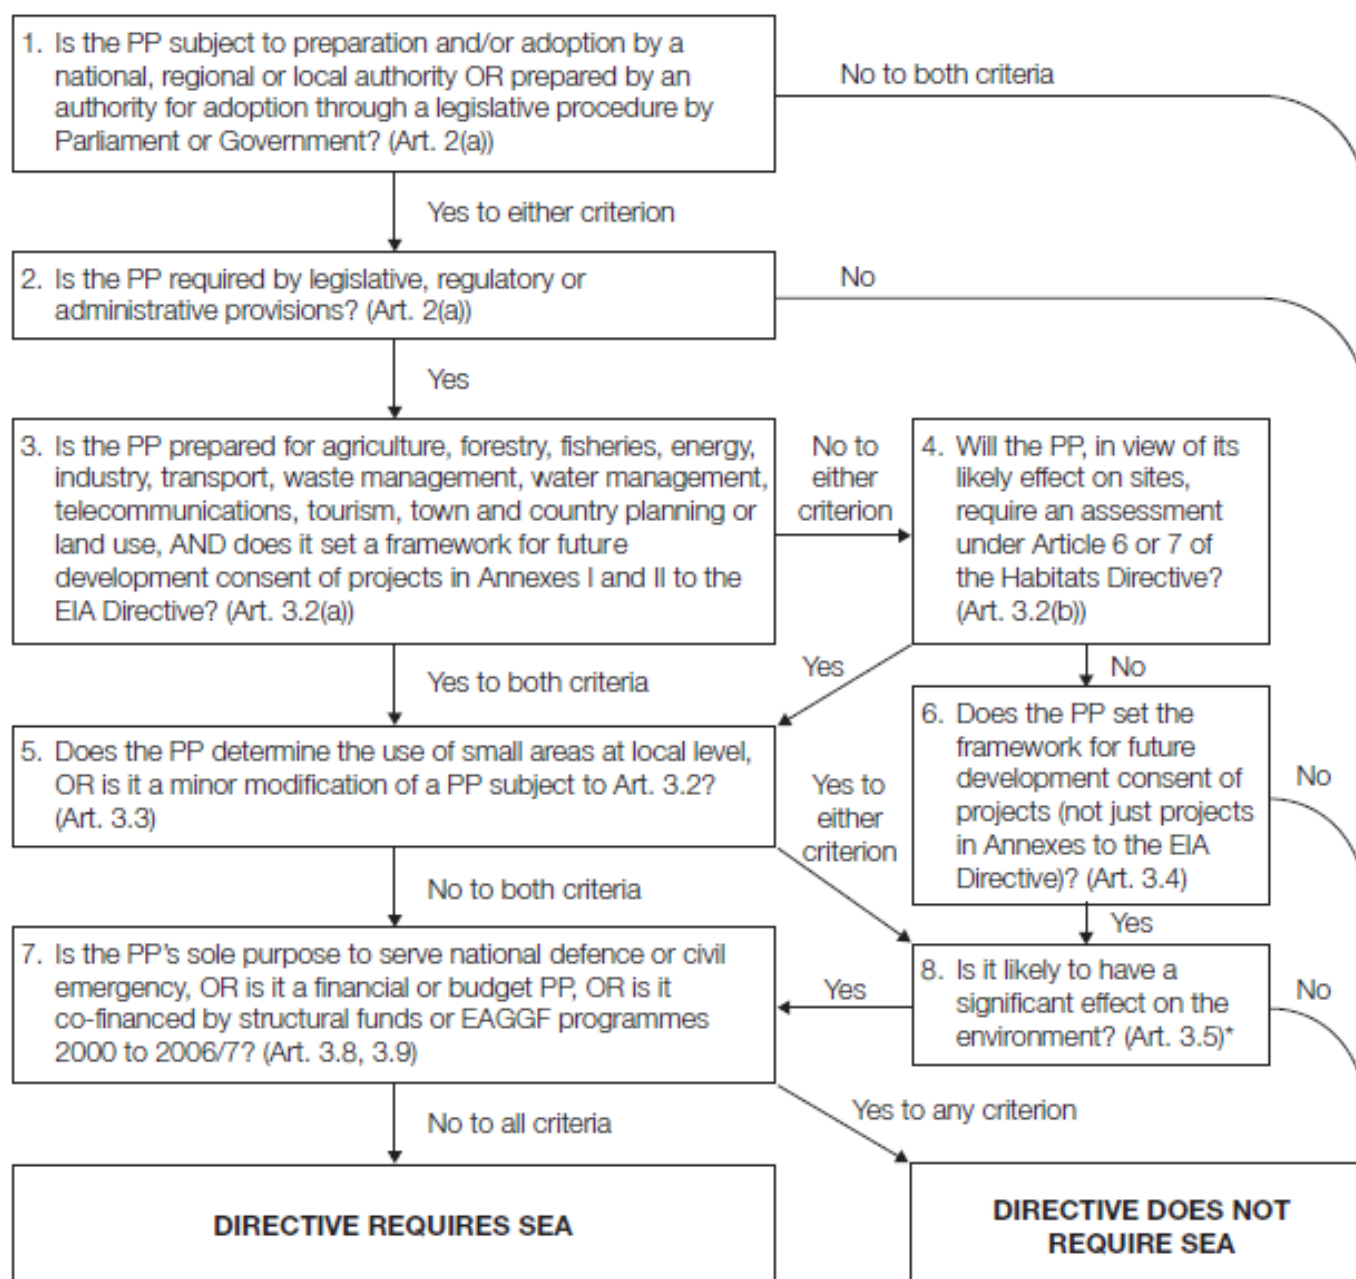 1. Is the PP subject to preparation and/or adoption by a
national, regional or local authority OR prepared by an
authority for adoption through a legislative procedure by
Parliament or Government? (Art. 2(a))
No to both criteria
Yes to either criterion
2. Is the PP required by legislative, regulatory or
administrative provisions? (Art. 2(a))
No
Yes
3. Is the PP prepared for agriculture, forestry, fisheries, energy,
industry, transport, waste management, water management,
telecommunications, tourism, town and country planning or
land use, AND does it set a framework for future
development consent of projects in Annexes I and II to the
EIA Directive? (Art. 3.2(a))
No to
either
criterion
4. Will the PP, in view of its
likely effect on sites,
require an assessment
under Article 6 or 7 of
the Habitats Directive?
(Art. 3.2(b))
Yes to both criteria
Yes
No
5. Does the PP determine the use of small areas at local level,
OR is it a minor modification of a PP subject to Art. 3.2?
(Art. 3.3)
Yes to
either
criterion
6. Does the PP set the
framework for future
development consent of
projects (not just projects
in Annexes to the EIA
Directive)? (Art. 3.4)
No
No to both criteria
Yes
7. Is the PP's sole purpose to serve national defence or civil
emergency, OR is it a financial or budget PP, OR is it
co-financed by structural funds or EAGGF programmes
2000 to 2006/7? (Art. 3.8, 3.9)
Yes
8. Is it likely to have a
significant effect on the
environment? (Art. 3.5)*
No
No to all criteria
Yes to any criterion
DIRECTIVE REQUIRES SEA
DIRECTIVE DOES NOT
REQUIRE SEA